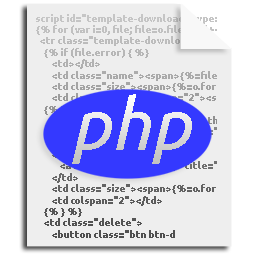 script id="template-download" type:
{% for (var i=0, file; file=o.file
<tr class="template-downlo
{% if (file.error) { %}
<td></td>
<td class="name"><span>{%=file
<td class="size"><span>{%=o.for
="2"><s
php
title="
</td>
<td class="size"><span>{%=o.for
<td colspan="2"></td>
{% } %}
<td class="delete">
<button class="btn btn-d